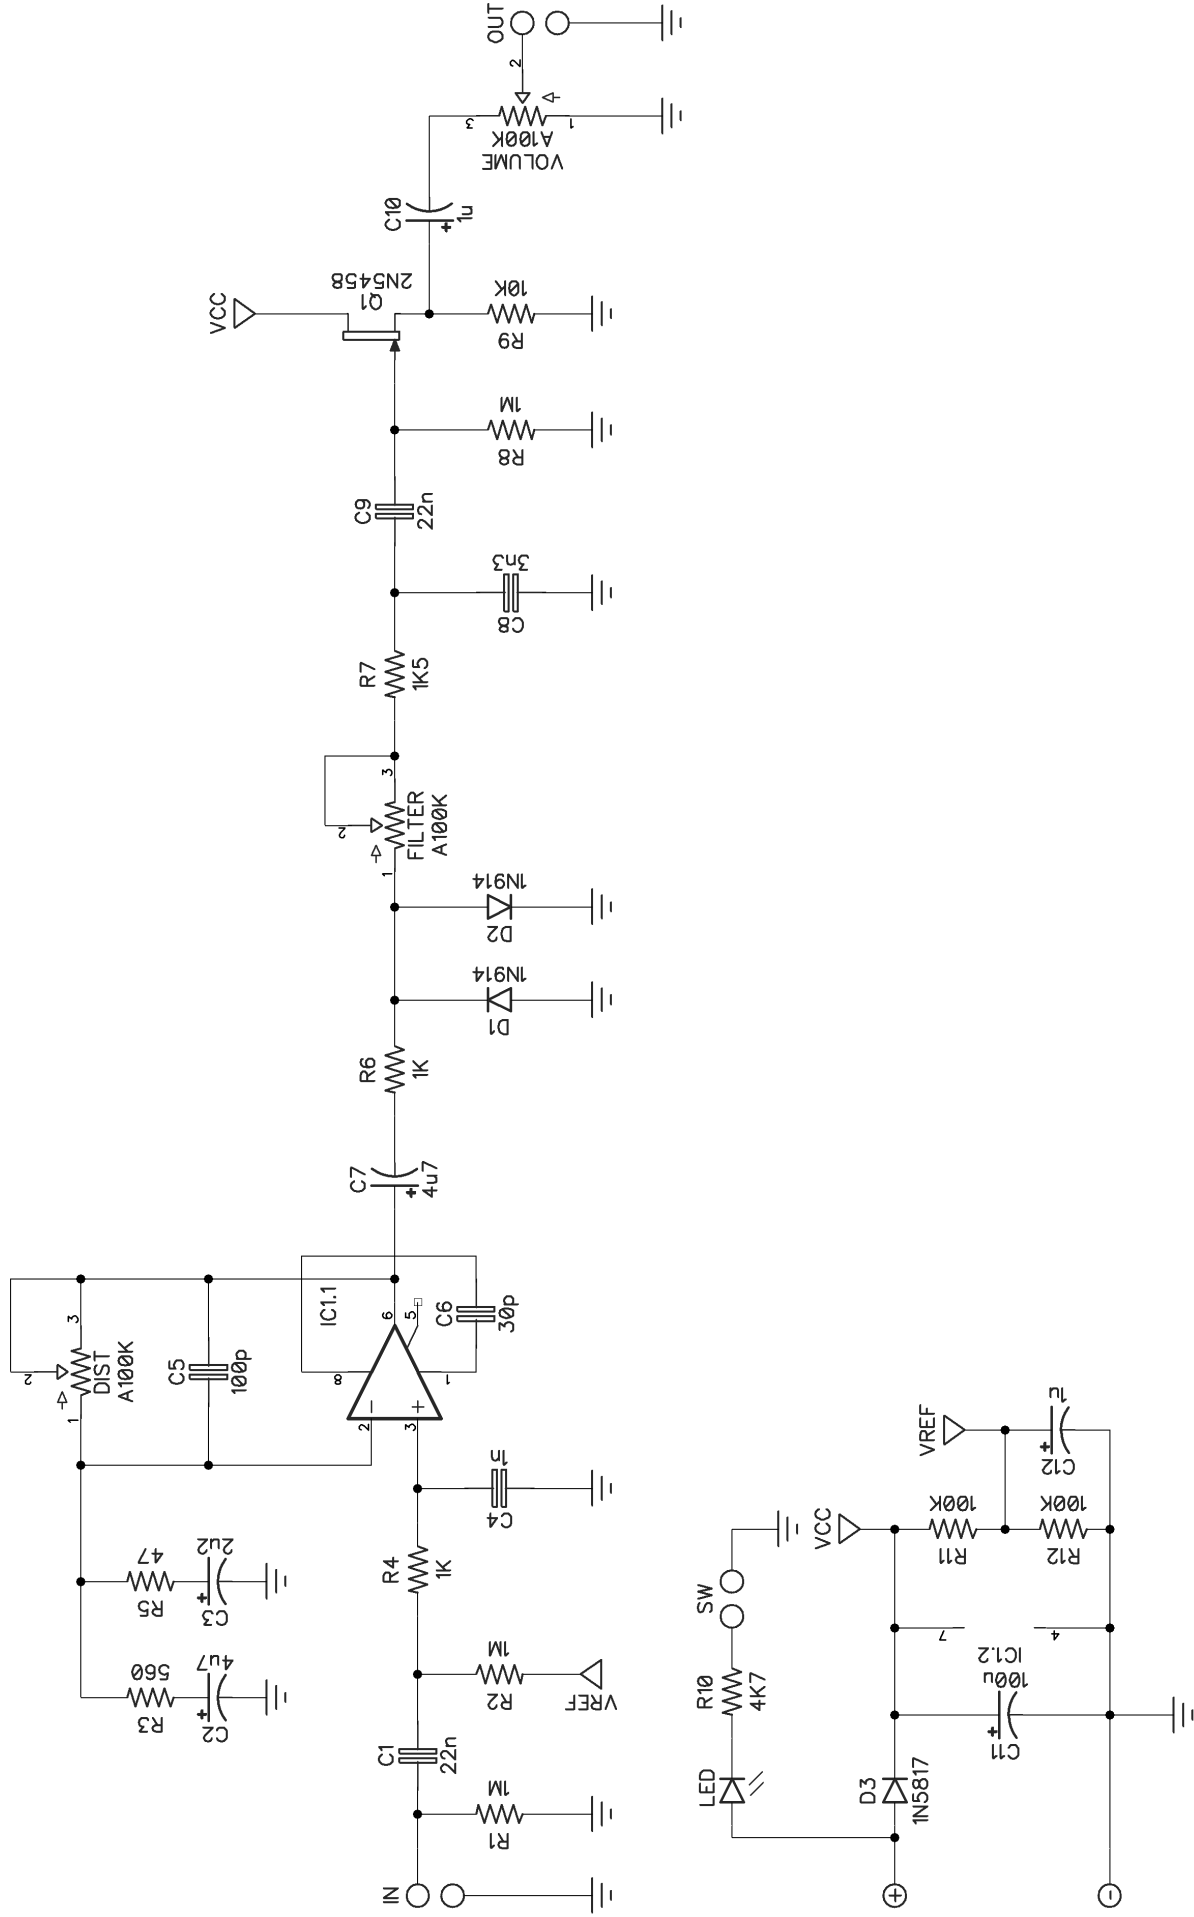 IN
R1
1M
C1
22n
R2
1M
VREF
R4
1K
C4
1n
R3
560
C2
4u7
R5
47
C3
2u2
DIST
A100K
1
2
3
C5
100p
IC1.1
2
3
6
5
8
1
C6
30p
C7
4u7
R6
1K
D1
1N914
D2
1N914
FILTER
A100K
1
2
3
R7
1K5
C8
3n3
C9
22n
R8
1M
VCC
Q1
2N5458
R9
10K
C10
1u
VOLUME
A100K
3
2
1
OUT
LED
R10
4K7
SW
D3
1N5817
C11
100u
IC1.2
7
4
VCC
R11
100K
R12
100K
VREF
C12
1u